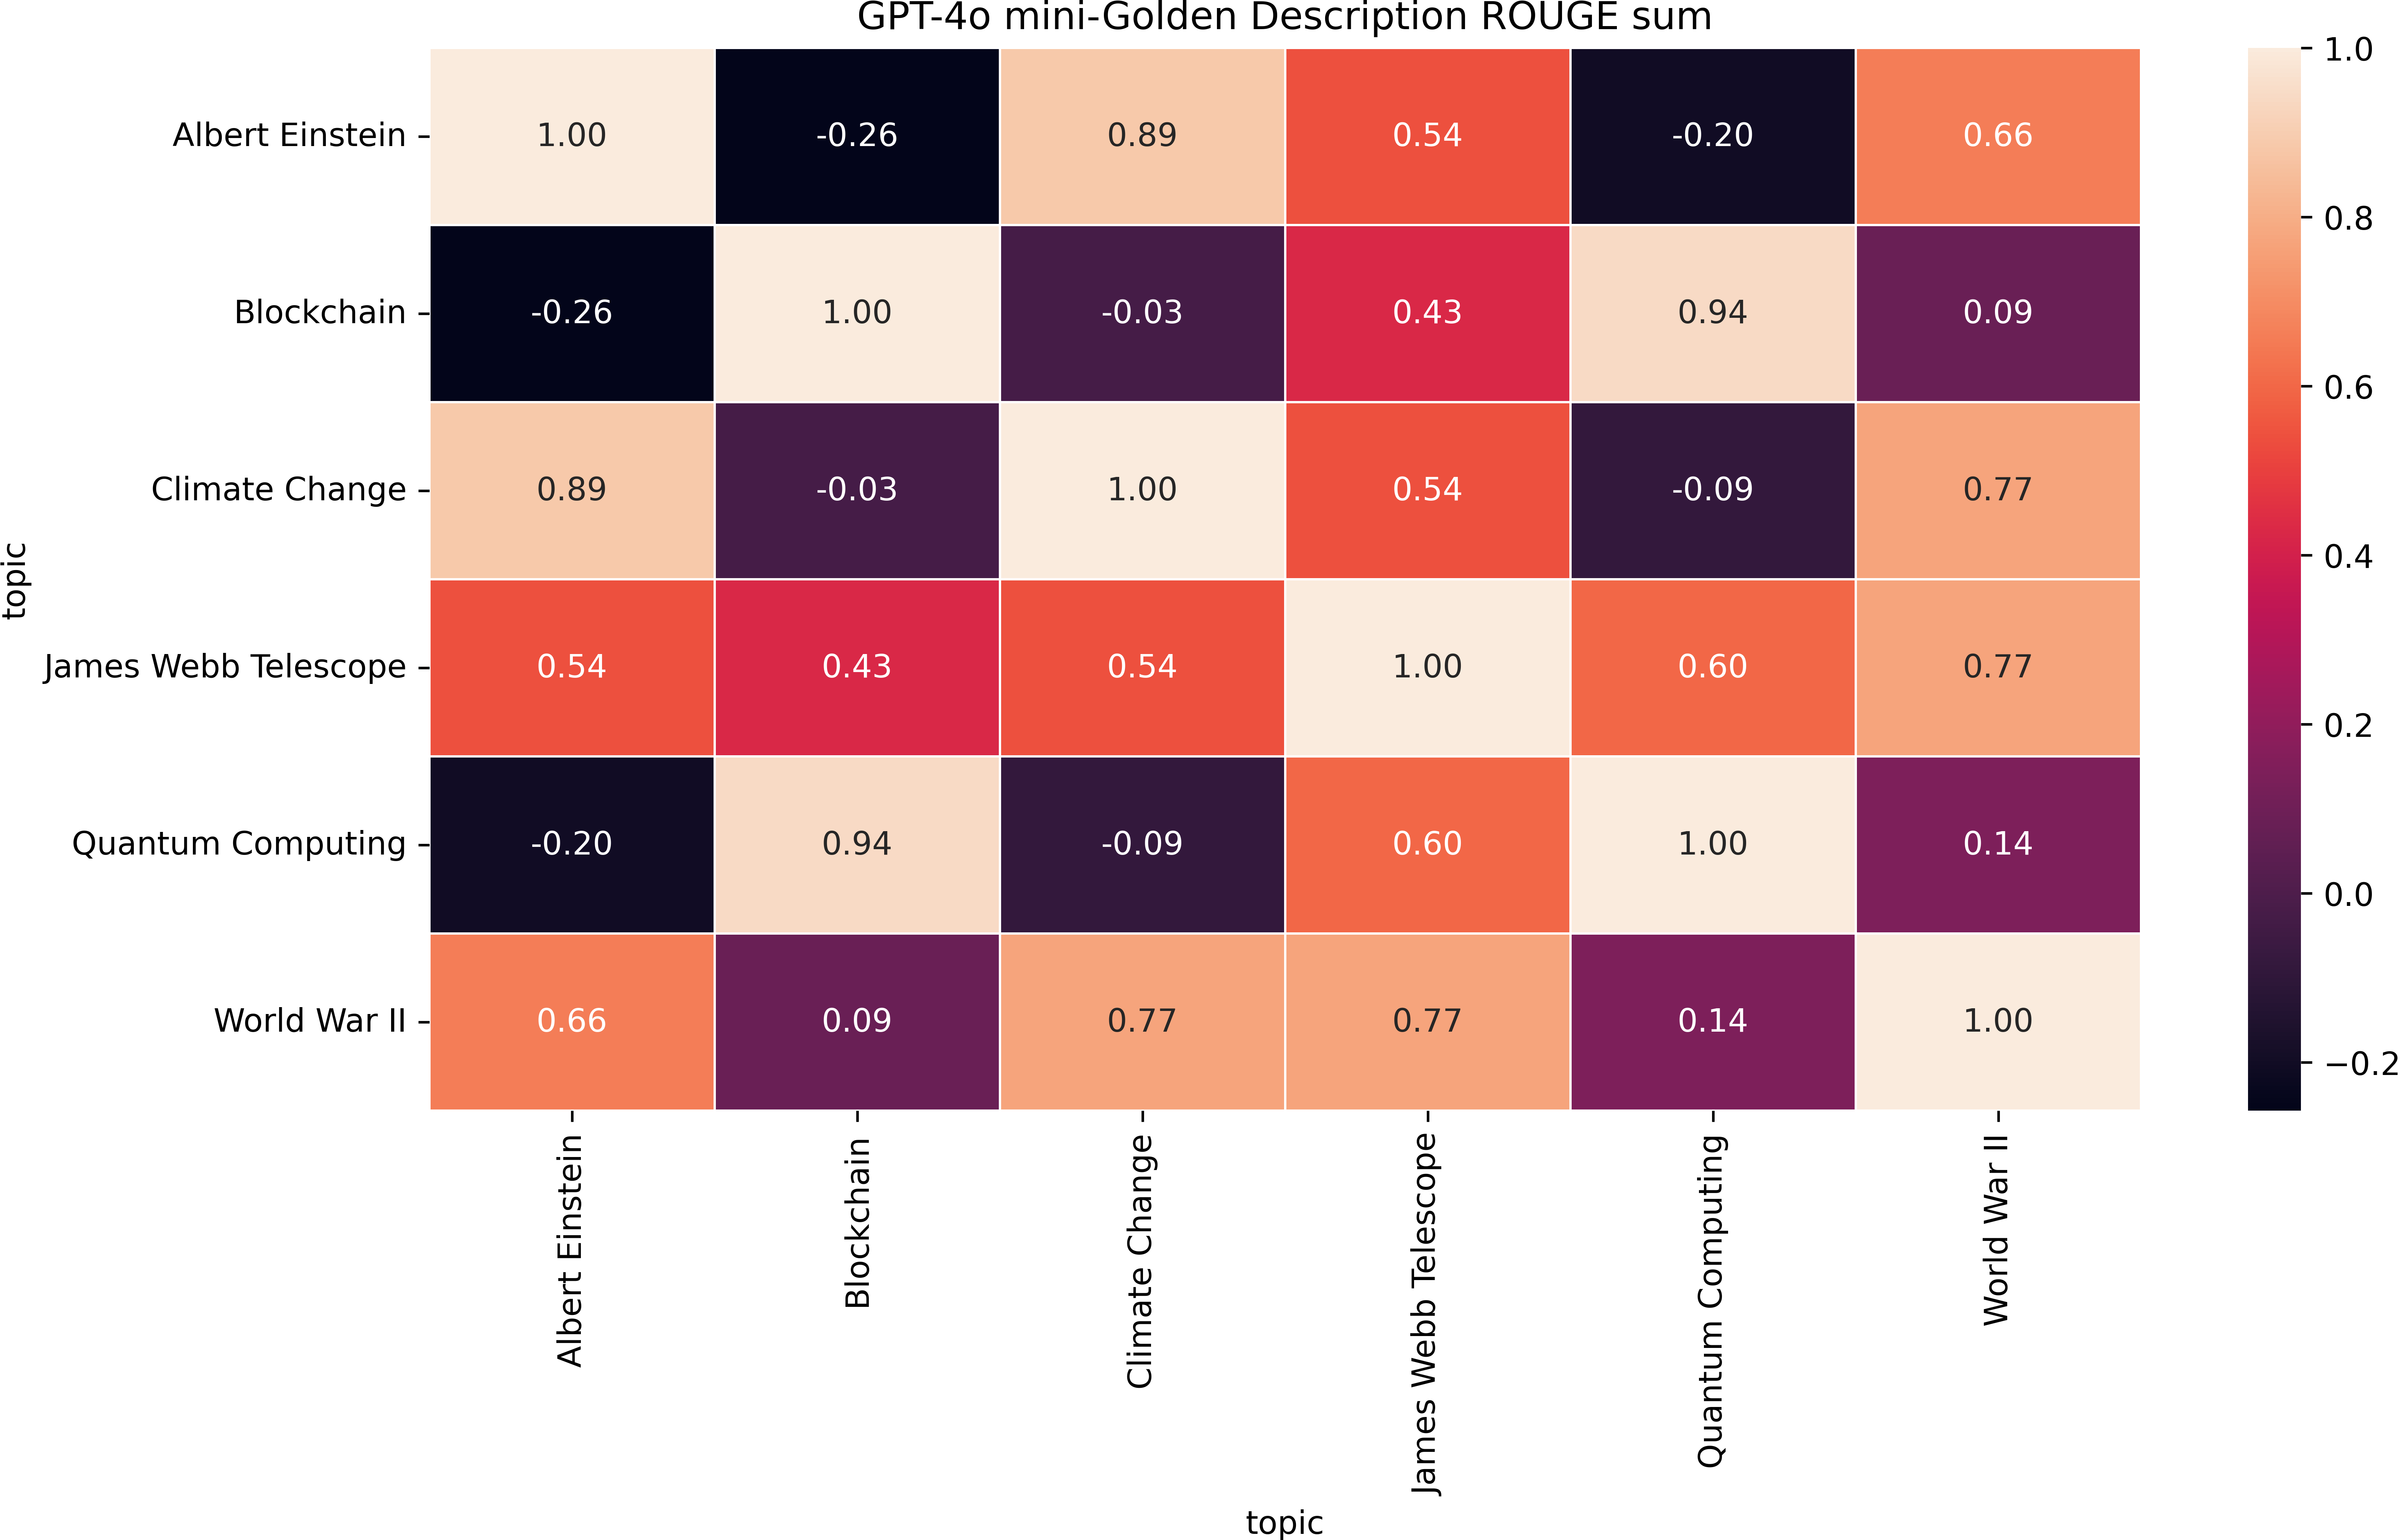 GPT-4o mini-Golden Description ROUGE sum
topic
Albert Einstein 1.00 -0.26 0.89 0.54 -0.20 0.66
Blockchain -0.26 1.00 -0.03 0.43 0.94 0.09
Climate Change 0.89 -0.03 1.00 0.54 -0.09 0.77
James Webb Telescope 0.54 0.43 0.54 1.00 0.60 0.77
Quantum Computing -0.20 0.94 -0.09 0.60 1.00 0.14
World War II 0.66 0.09 0.77 0.77 0.14 1.00
Albert Einstein
Blockchain
Climate Change
James Webb Telescope
Quantum Computing
World War II
topic
1.0
0.8
0.6
0.4
0.2
0.0
−0.2